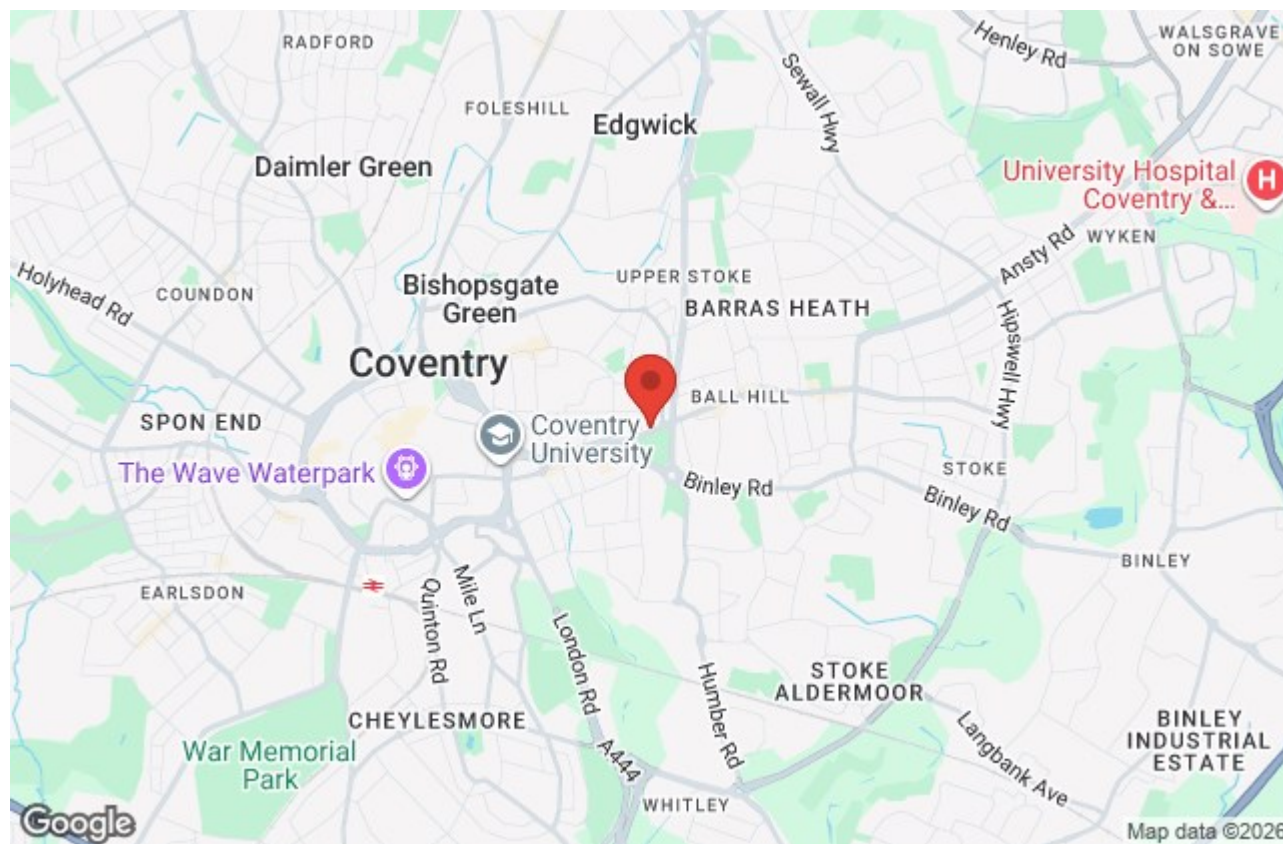 RADFORD
Henley Rd
WALSGRAVE
ON SOWE
FOLESHILL
Sewall Hwy
Edgwick
Daimler Green
University Hospital
Coventry &...
H
WYKEN
Ansty Rd
Holyhead Rd
COUNDON
Bishopsgate
Green
UPPER STOKE
BARRAS HEATH
Hipswell Hwy
Coventry
BALL HILL
SPON END
Coventry
University
The Wave Waterpark
STOKE
Binley Rd
Binley Rd
BINLEY
EARLSDON
Mile Ln
Quinton Rd
London Rd
Humber Rd
STOKE
ALDERMOOR
CHEYLESMORE
Langbank Ave
BINLEY
INDUSTRIAL
ESTATE
War Memorial
Park
A444
WHITLEY
Google
Map data ©2026